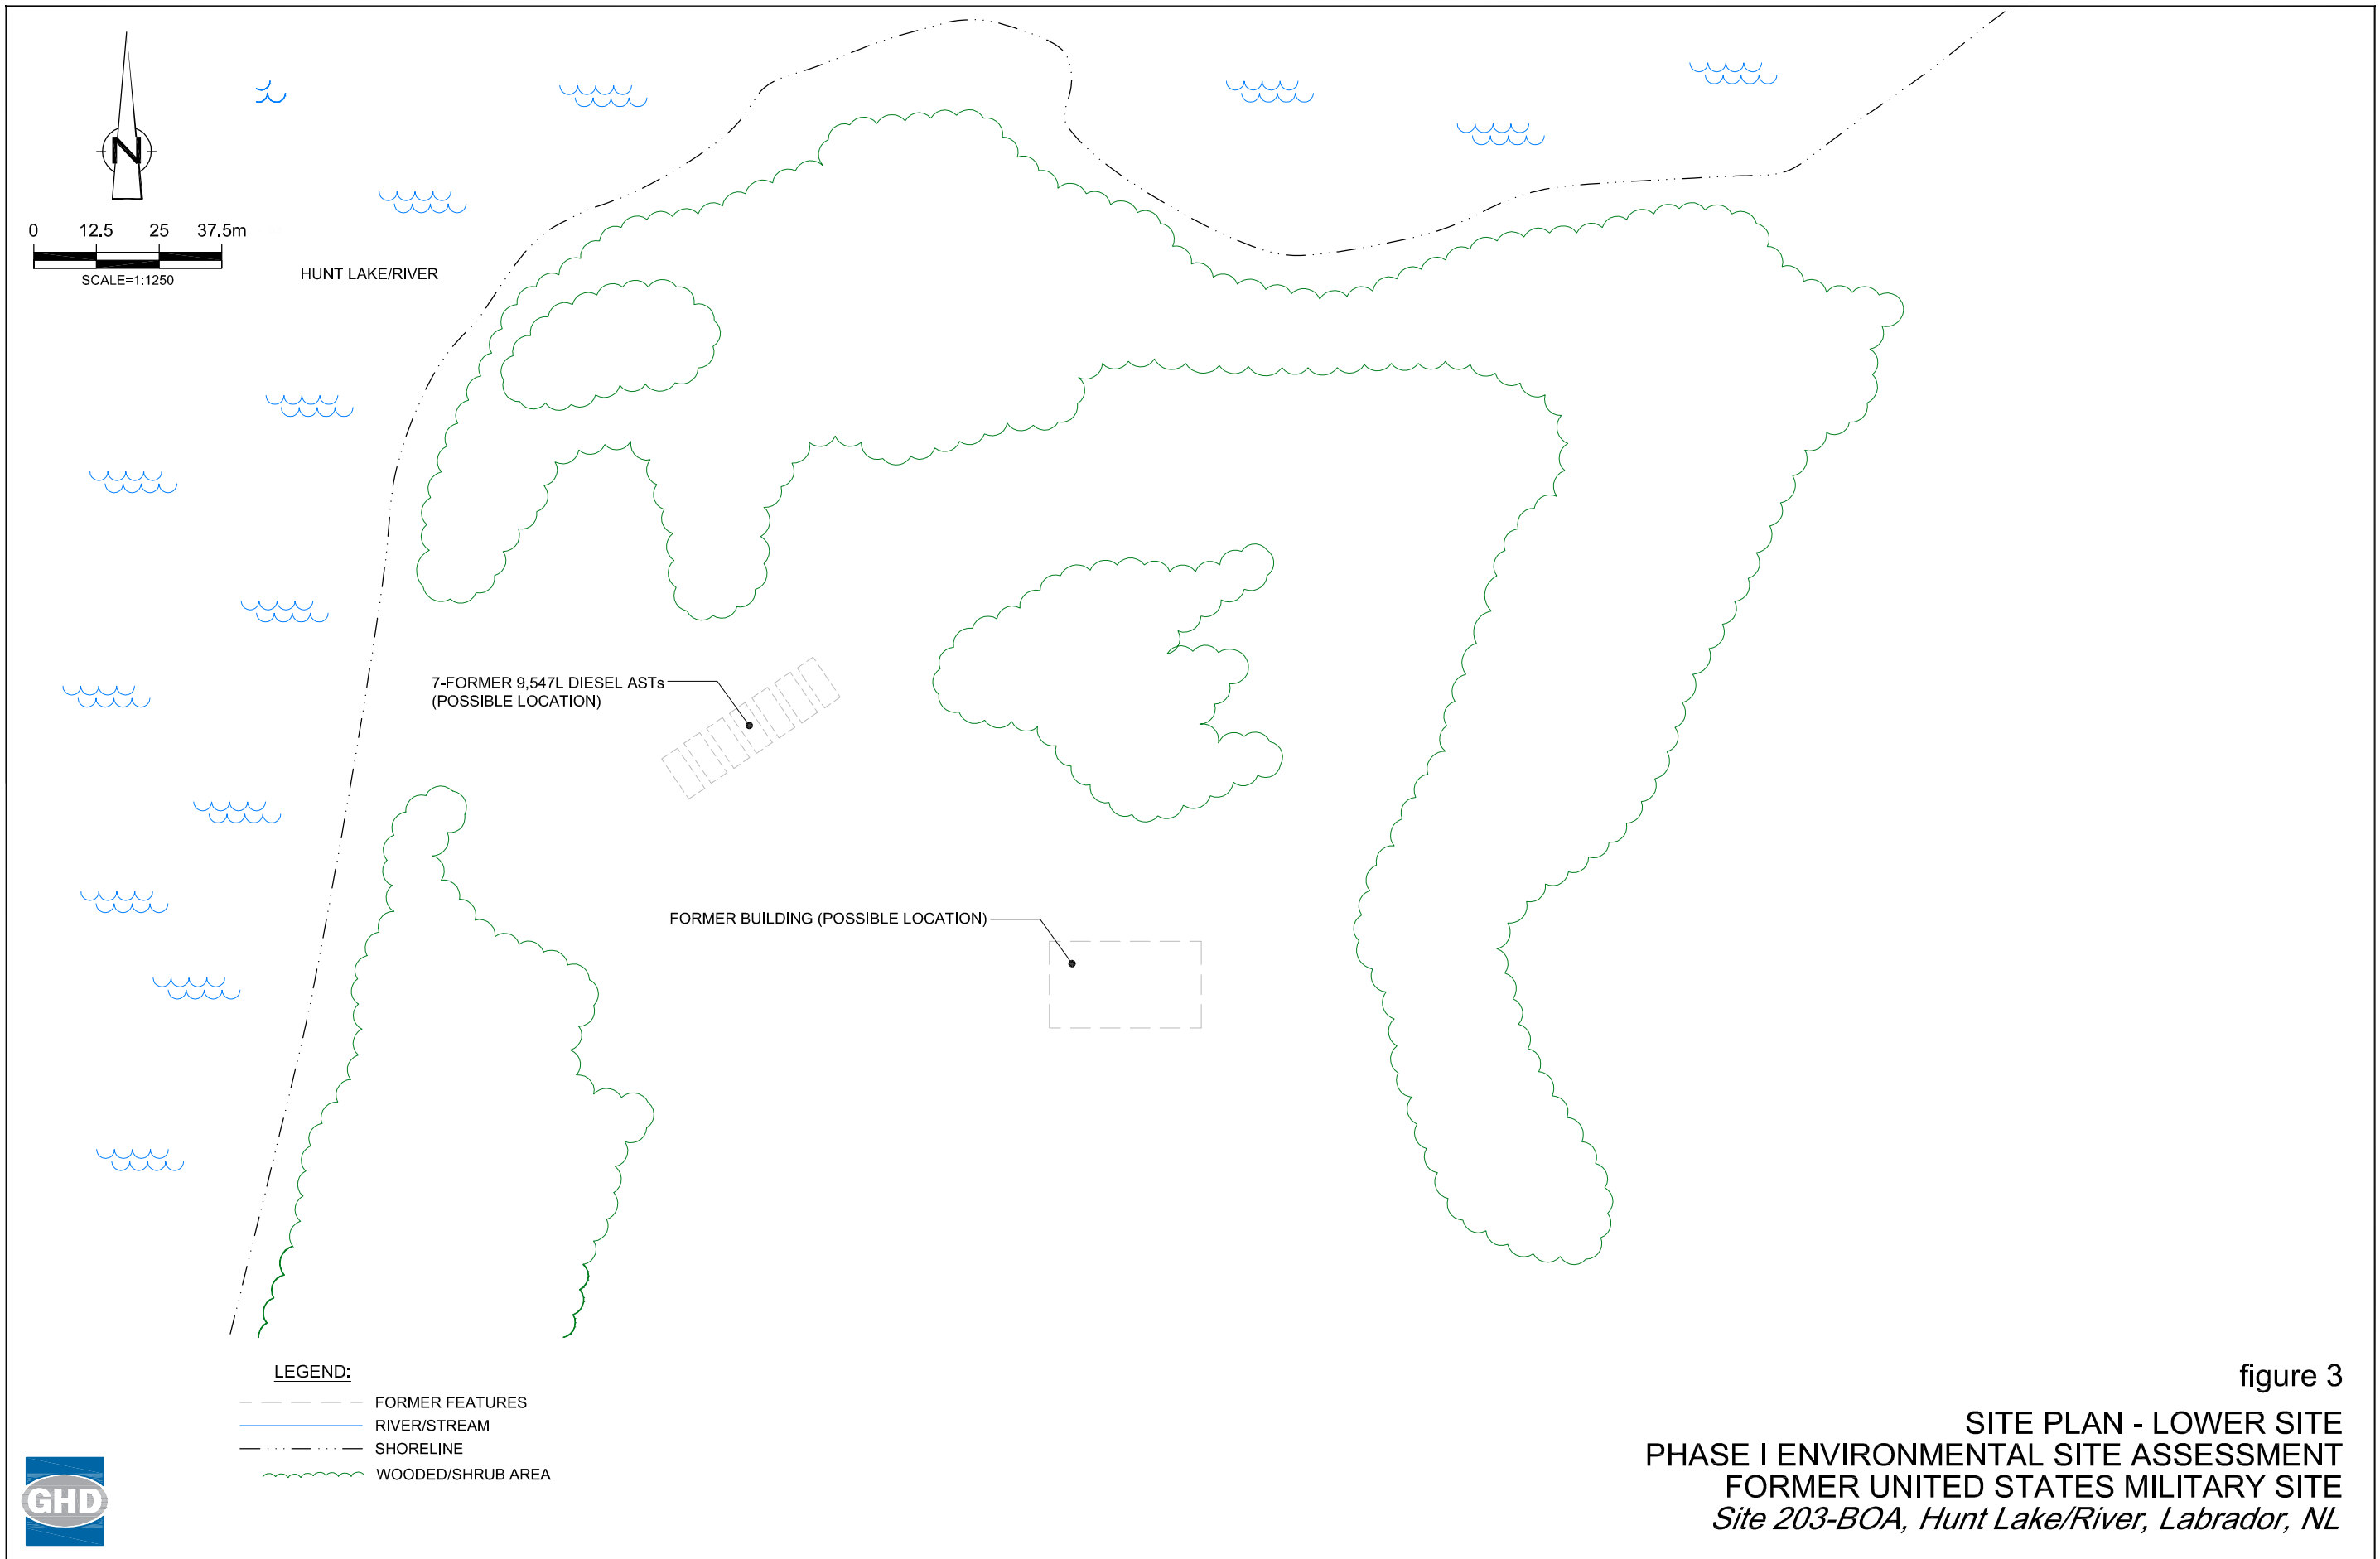 N
0 12.5 25 37.5m
SCALE=1:1250
HUNT LAKE/RIVER
7-FORMER 9,547L DIESEL ASTs
(POSSIBLE LOCATION)
FORMER BUILDING (POSSIBLE LOCATION)
LEGEND:
FORMER FEATURES
RIVER/STREAM
SHORELINE
WOODED/SHRUB AREA
GHD
figure 3
SITE PLAN - LOWER SITE
PHASE I ENVIRONMENTAL SITE ASSESSMENT
FORMER UNITED STATES MILITARY SITE
Site 203-BOA, Hunt Lake/River, Labrador, NL